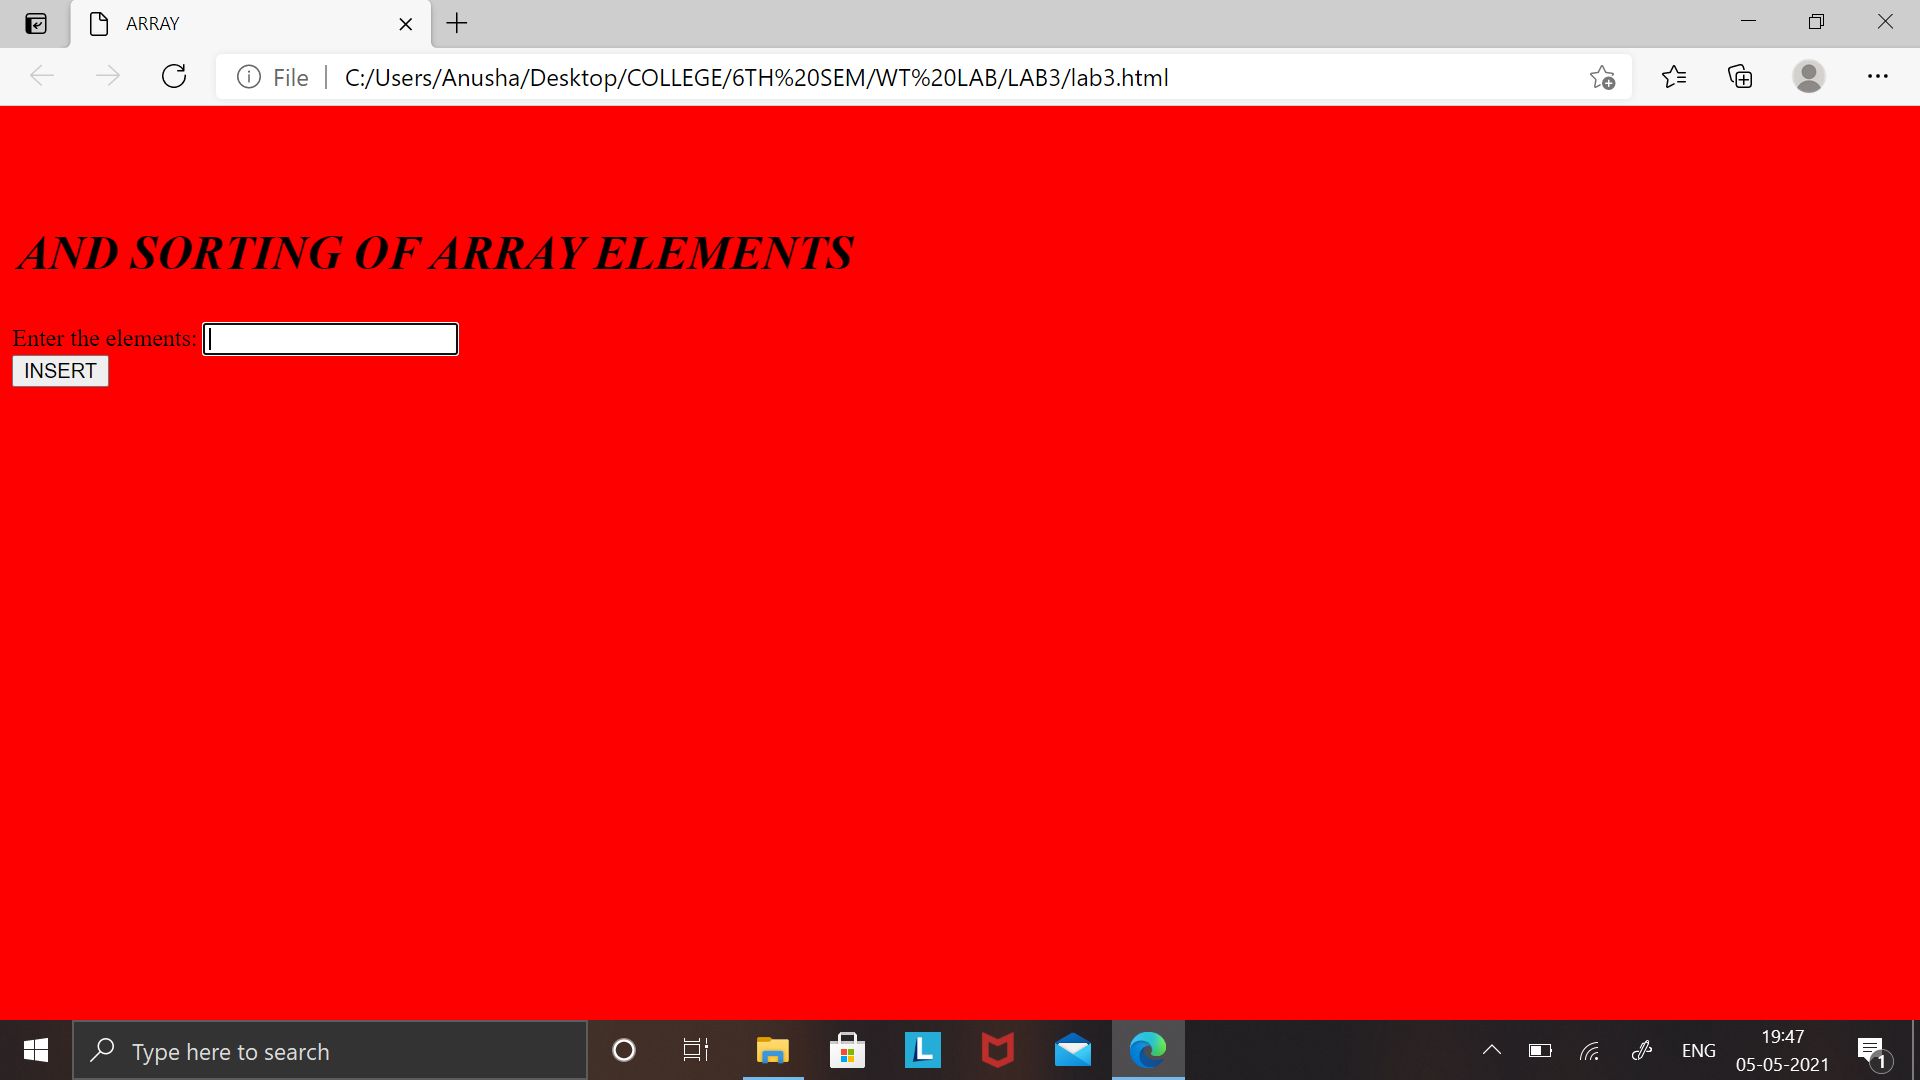 ARRAY
File
C:/Users/Anusha/Desktop/COLLEGE/6TH%20SEM/WT%20LAB/LAB3/lab3.html
AND SORTING OF ARRAY ELEMENTS
Enter the elements:
INSERT
Type here to search
L
ENG
19:47
05-05-2021
1